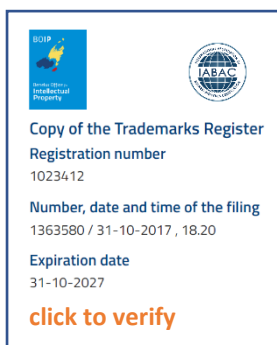 BOIP
Benelux Office for
Intellectual
Property
IABAC
Copy of the Trademarks Register
Registration number
1023412
Number, date and time of the filing
1363580 / 31-10-2017 , 18.20
Expiration date
31-10-2027
click to verify